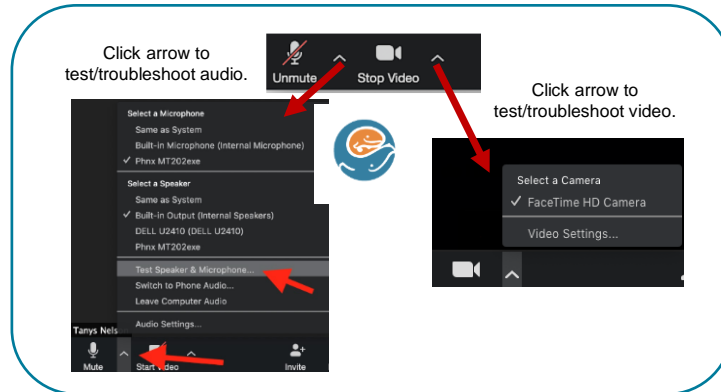 Click arrow to
test/troubleshoot audio.
Unmute
Stop Video
Click arrow to
test/troubleshoot video.
Select a Microphone
Same as System
Built-in Microphone (Internal Microphone)
✓ Phnx MT202exe
Select a Speaker
Same as System
✓ Built-in Output (Internal Speakers)
DELL U2410 (DELL U2410)
Phnx MT202exe
Test Speaker & Microphone...
Switch to Phone Audio...
Leave Computer Audio
Audio Settings...
Tanys Nels
Mute
Start Video
Invite
Select a Camera
✓ FaceTime HD Camera
Video Settings...